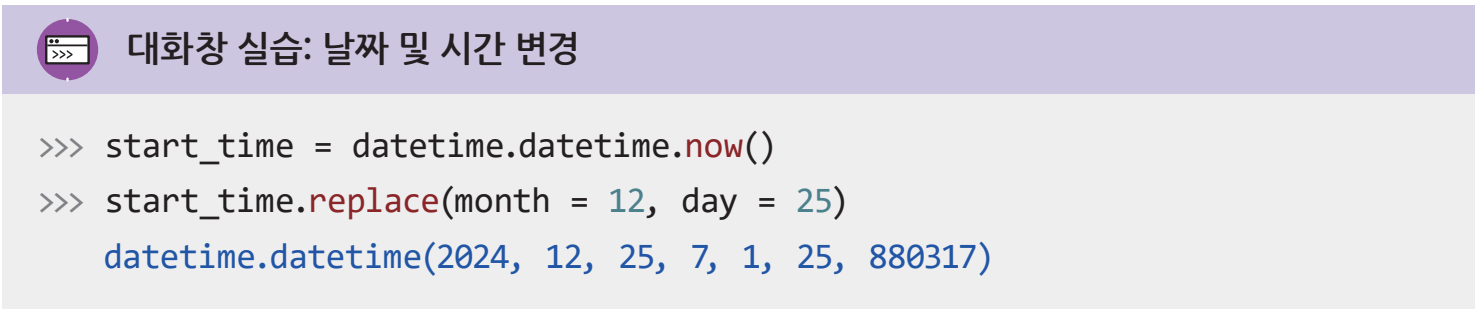 >>>
대화창 실습: 날짜 및 시간 변경
>>> start_time = datetime.datetime.now()
>>> start_time.replace(month = 12, day = 25)
datetime.datetime(2024, 12, 25, 7, 1, 25, 880317)